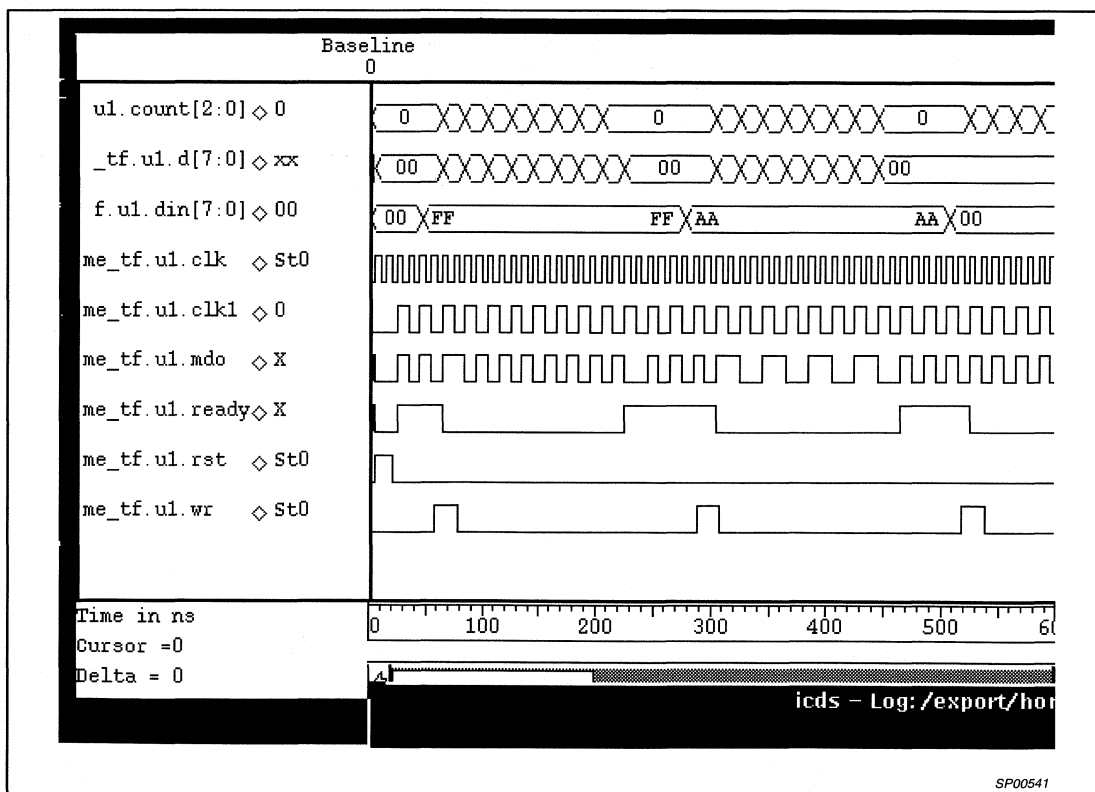 Baseline
0
u1.count[2:0] ◇ 0 0 0 0
_tf.u1.d[7:0] ◇ xx 00 00 00
f.u1.din[7:0] ◇ 00 00 FF FF AA AA 00
me_tf.u1.clk ◇ St0
me_tf.u1.clk1 ◇ 0
me_tf.u1.mdo ◇ X
me_tf.u1.ready ◇ X
me_tf.u1.rst ◇ St0
me_tf.u1.wr ◇ St0
Time in ns
0 100 200 300 400 500
Cursor =0
Delta = 0
icds – Log:/export/hor
SP00541